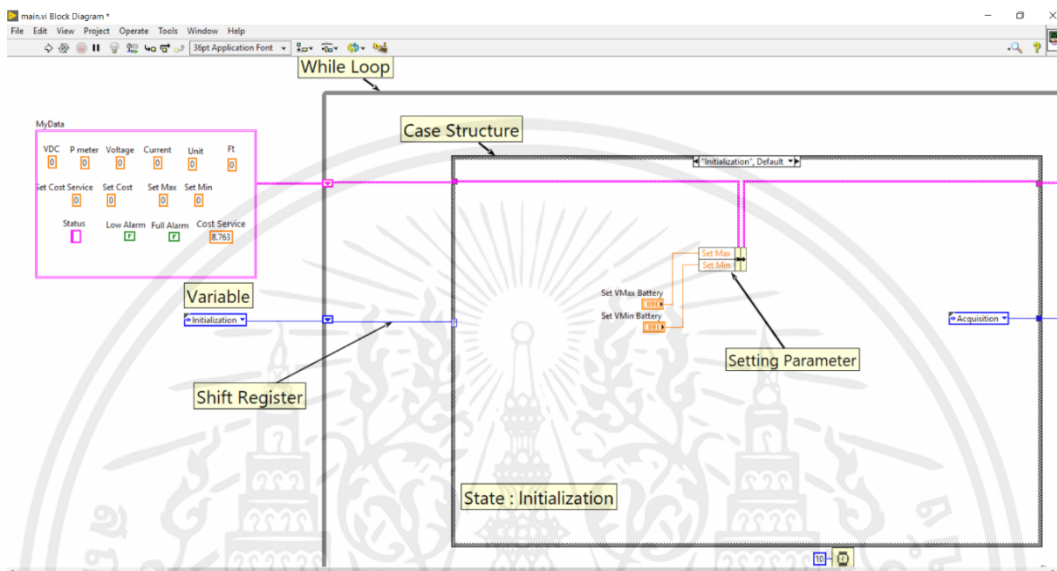 main.vi Block Diagram *
File Edit View Project Operate Tools Window Help
36pt Application Font
While Loop
MyData
Case Structure
"Initialization", Default
VDC P meter Voltage Current Unit Ft
0 0 0 0 0 0
Set Cost Service Set Cost Set Max Set Min
0 0 0 0
Status Low Alarm Full Alarm Cost Service
F F 8.763
Set Max
Set Min
Set VMax Battery
Set VMin Battery
Variable
Initialization
Acquisition
Setting Parameter
Shift Register
State : Initialization
10